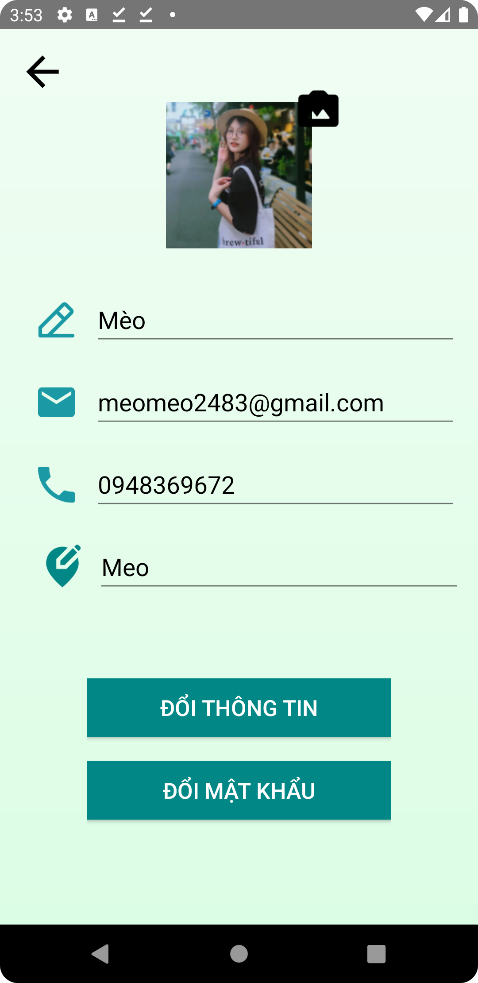 3:53
Mèo
meomeo2483@gmail.com
0948369672
Meo
ĐỔI THÔNG TIN
ĐỔI MẬT KHẨU